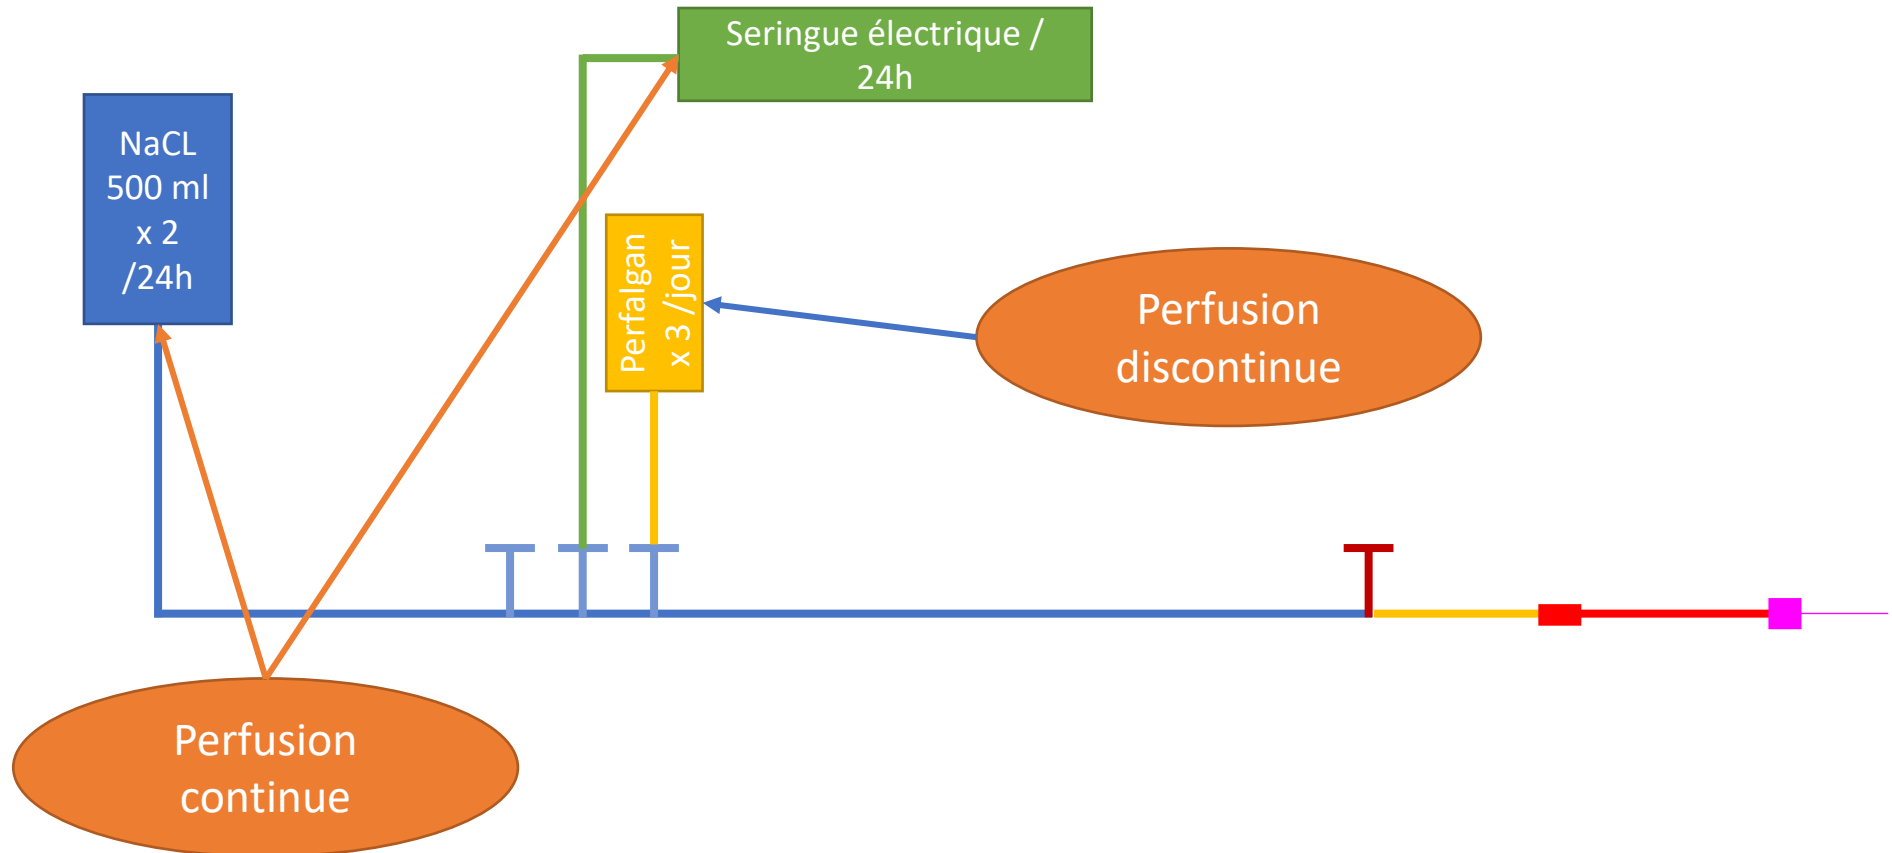 Seringue électrique /
24h
NaCL
500 ml
x 2
/24h
Perfalgan
x 3 /jour
Perfusion
discontinue
Perfusion
continue